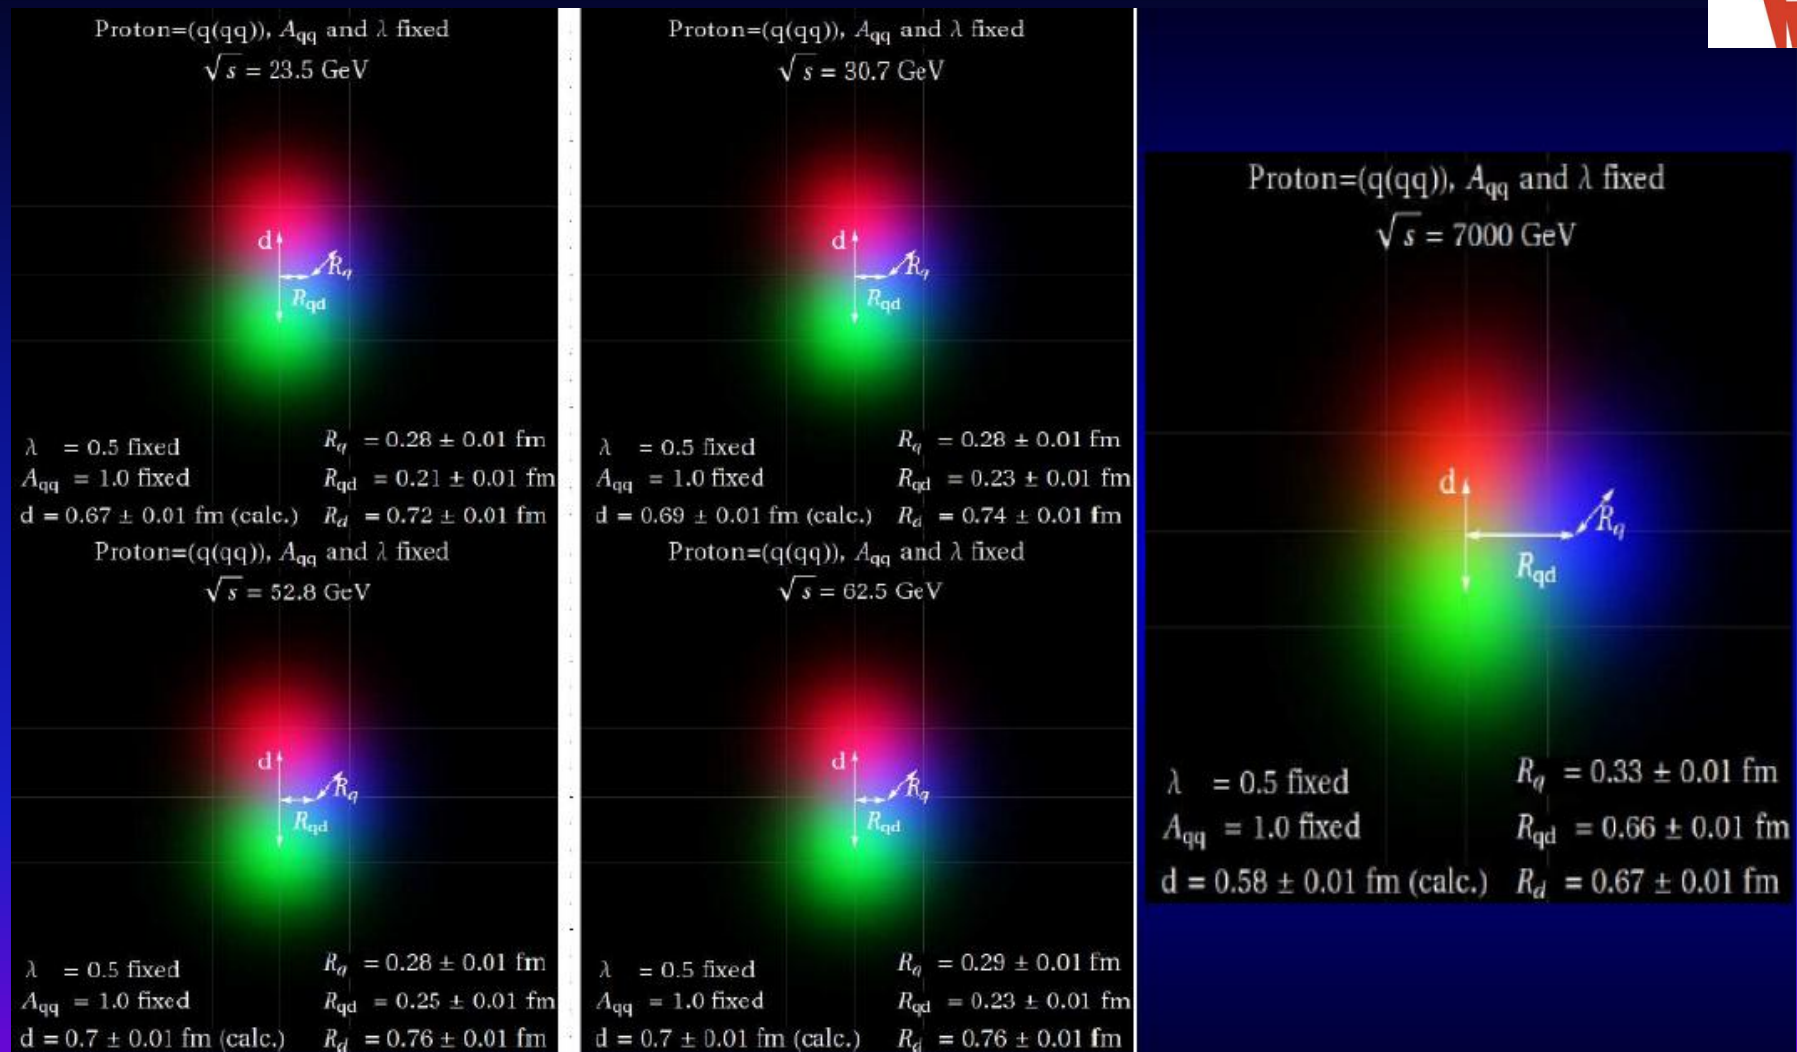 Proton=(q(qq)), A_qq and λ fixed
√s = 23.5 GeV
d
R_q
R_qd
λ = 0.5 fixed
R_q = 0.28 ± 0.01 fm
A_qq = 1.0 fixed
R_qd = 0.21 ± 0.01 fm
d = 0.67 ± 0.01 fm (calc.)
R_d = 0.72 ± 0.01 fm
Proton=(q(qq)), A_qq and λ fixed
√s = 30.7 GeV
d
R_q
R_qd
λ = 0.5 fixed
R_q = 0.28 ± 0.01 fm
A_qq = 1.0 fixed
R_qd = 0.23 ± 0.01 fm
d = 0.69 ± 0.01 fm (calc.)
R_d = 0.74 ± 0.01 fm
Proton=(q(qq)), A_qq and λ fixed
√s = 52.8 GeV
d
R_q
R_qd
λ = 0.5 fixed
R_q = 0.28 ± 0.01 fm
A_qq = 1.0 fixed
R_qd = 0.25 ± 0.01 fm
d = 0.7 ± 0.01 fm (calc.)
R_d = 0.76 ± 0.01 fm
Proton=(q(qq)), A_qq and λ fixed
√s = 62.5 GeV
d
R_q
R_qd
λ = 0.5 fixed
R_q = 0.29 ± 0.01 fm
A_qq = 1.0 fixed
R_qd = 0.23 ± 0.01 fm
d = 0.7 ± 0.01 fm (calc.)
R_d = 0.76 ± 0.01 fm
Proton=(q(qq)), A_qq and λ fixed
√s = 7000 GeV
d
R_q
R_qd
λ = 0.5 fixed
R_q = 0.33 ± 0.01 fm
A_qq = 1.0 fixed
R_qd = 0.66 ± 0.01 fm
d = 0.58 ± 0.01 fm (calc.)
R_d = 0.67 ± 0.01 fm